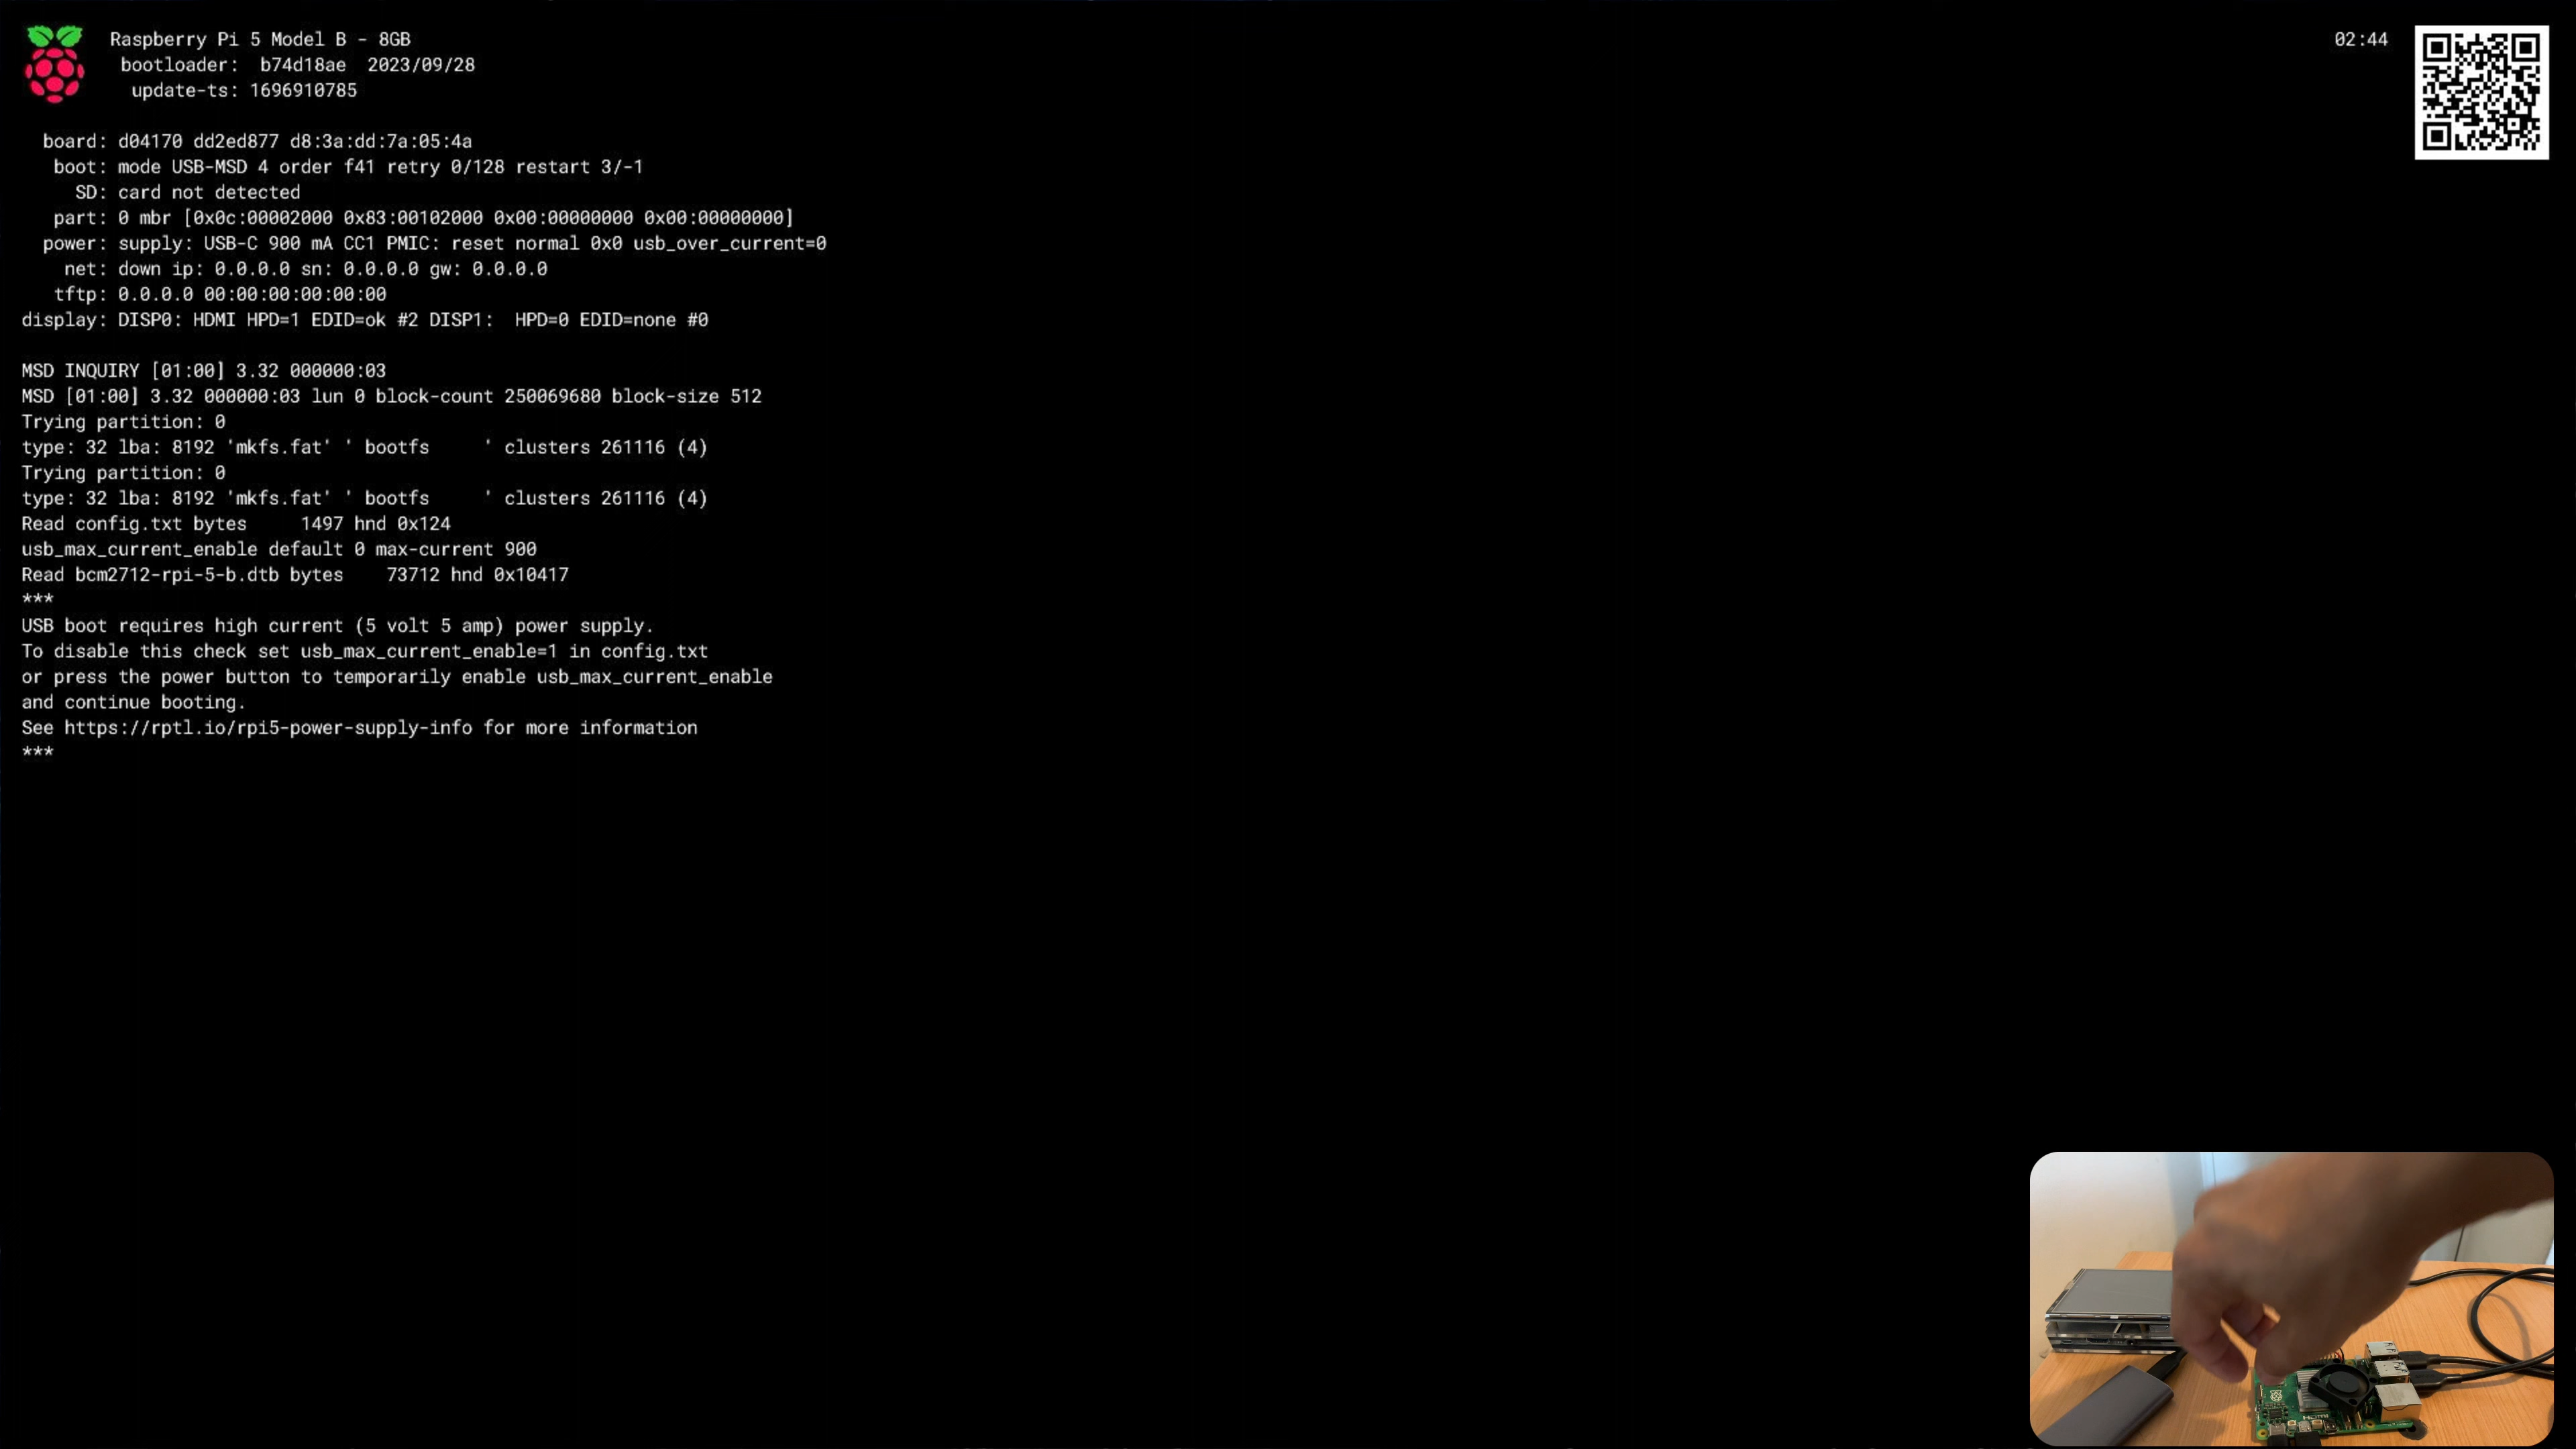 Raspberry Pi 5 Model B - 8GB
bootloader: b74d18ae 2023/09/28
update-ts: 1696910785
02:44
board: d04170 dd2ed877 d8:3a:dd:7a:05:4a
boot: mode USB-MSD 4 order f41 retry 0/128 restart 3/-1
SD: card not detected
part: 0 mbr [0x0c:00002000 0x83:00102000 0x00:00000000 0x00:00000000]
power: supply: USB-C 900 mA CC1 PMIC: reset normal 0x0 usb_over_current=0
net: down ip: 0.0.0.0 sn: 0.0.0.0 gw: 0.0.0.0
tftp: 0.0.0.0 00:00:00:00:00:00
display: DISP0: HDMI HPD=1 EDID=ok #2 DISP1:  HPD=0 EDID=none #0
MSD INQUIRY [01:00] 3.32 000000:03
MSD [01:00] 3.32 000000:03 lun 0 block-count 250069680 block-size 512
Trying partition: 0
type: 32 lba: 8192 'mkfs.fat' ' bootfs     ' clusters 261116 (4)
Trying partition: 0
type: 32 lba: 8192 'mkfs.fat' ' bootfs     ' clusters 261116 (4)
Read config.txt bytes     1497 hnd 0x124
usb_max_current_enable default 0 max-current 900
Read bcm2712-rpi-5-b.dtb bytes    73712 hnd 0x10417
***
USB boot requires high current (5 volt 5 amp) power supply.
To disable this check set usb_max_current_enable=1 in config.txt
or press the power button to temporarily enable usb_max_current_enable
and continue booting.
See https://rptl.io/rpi5-power-supply-info for more information
***
HDMI